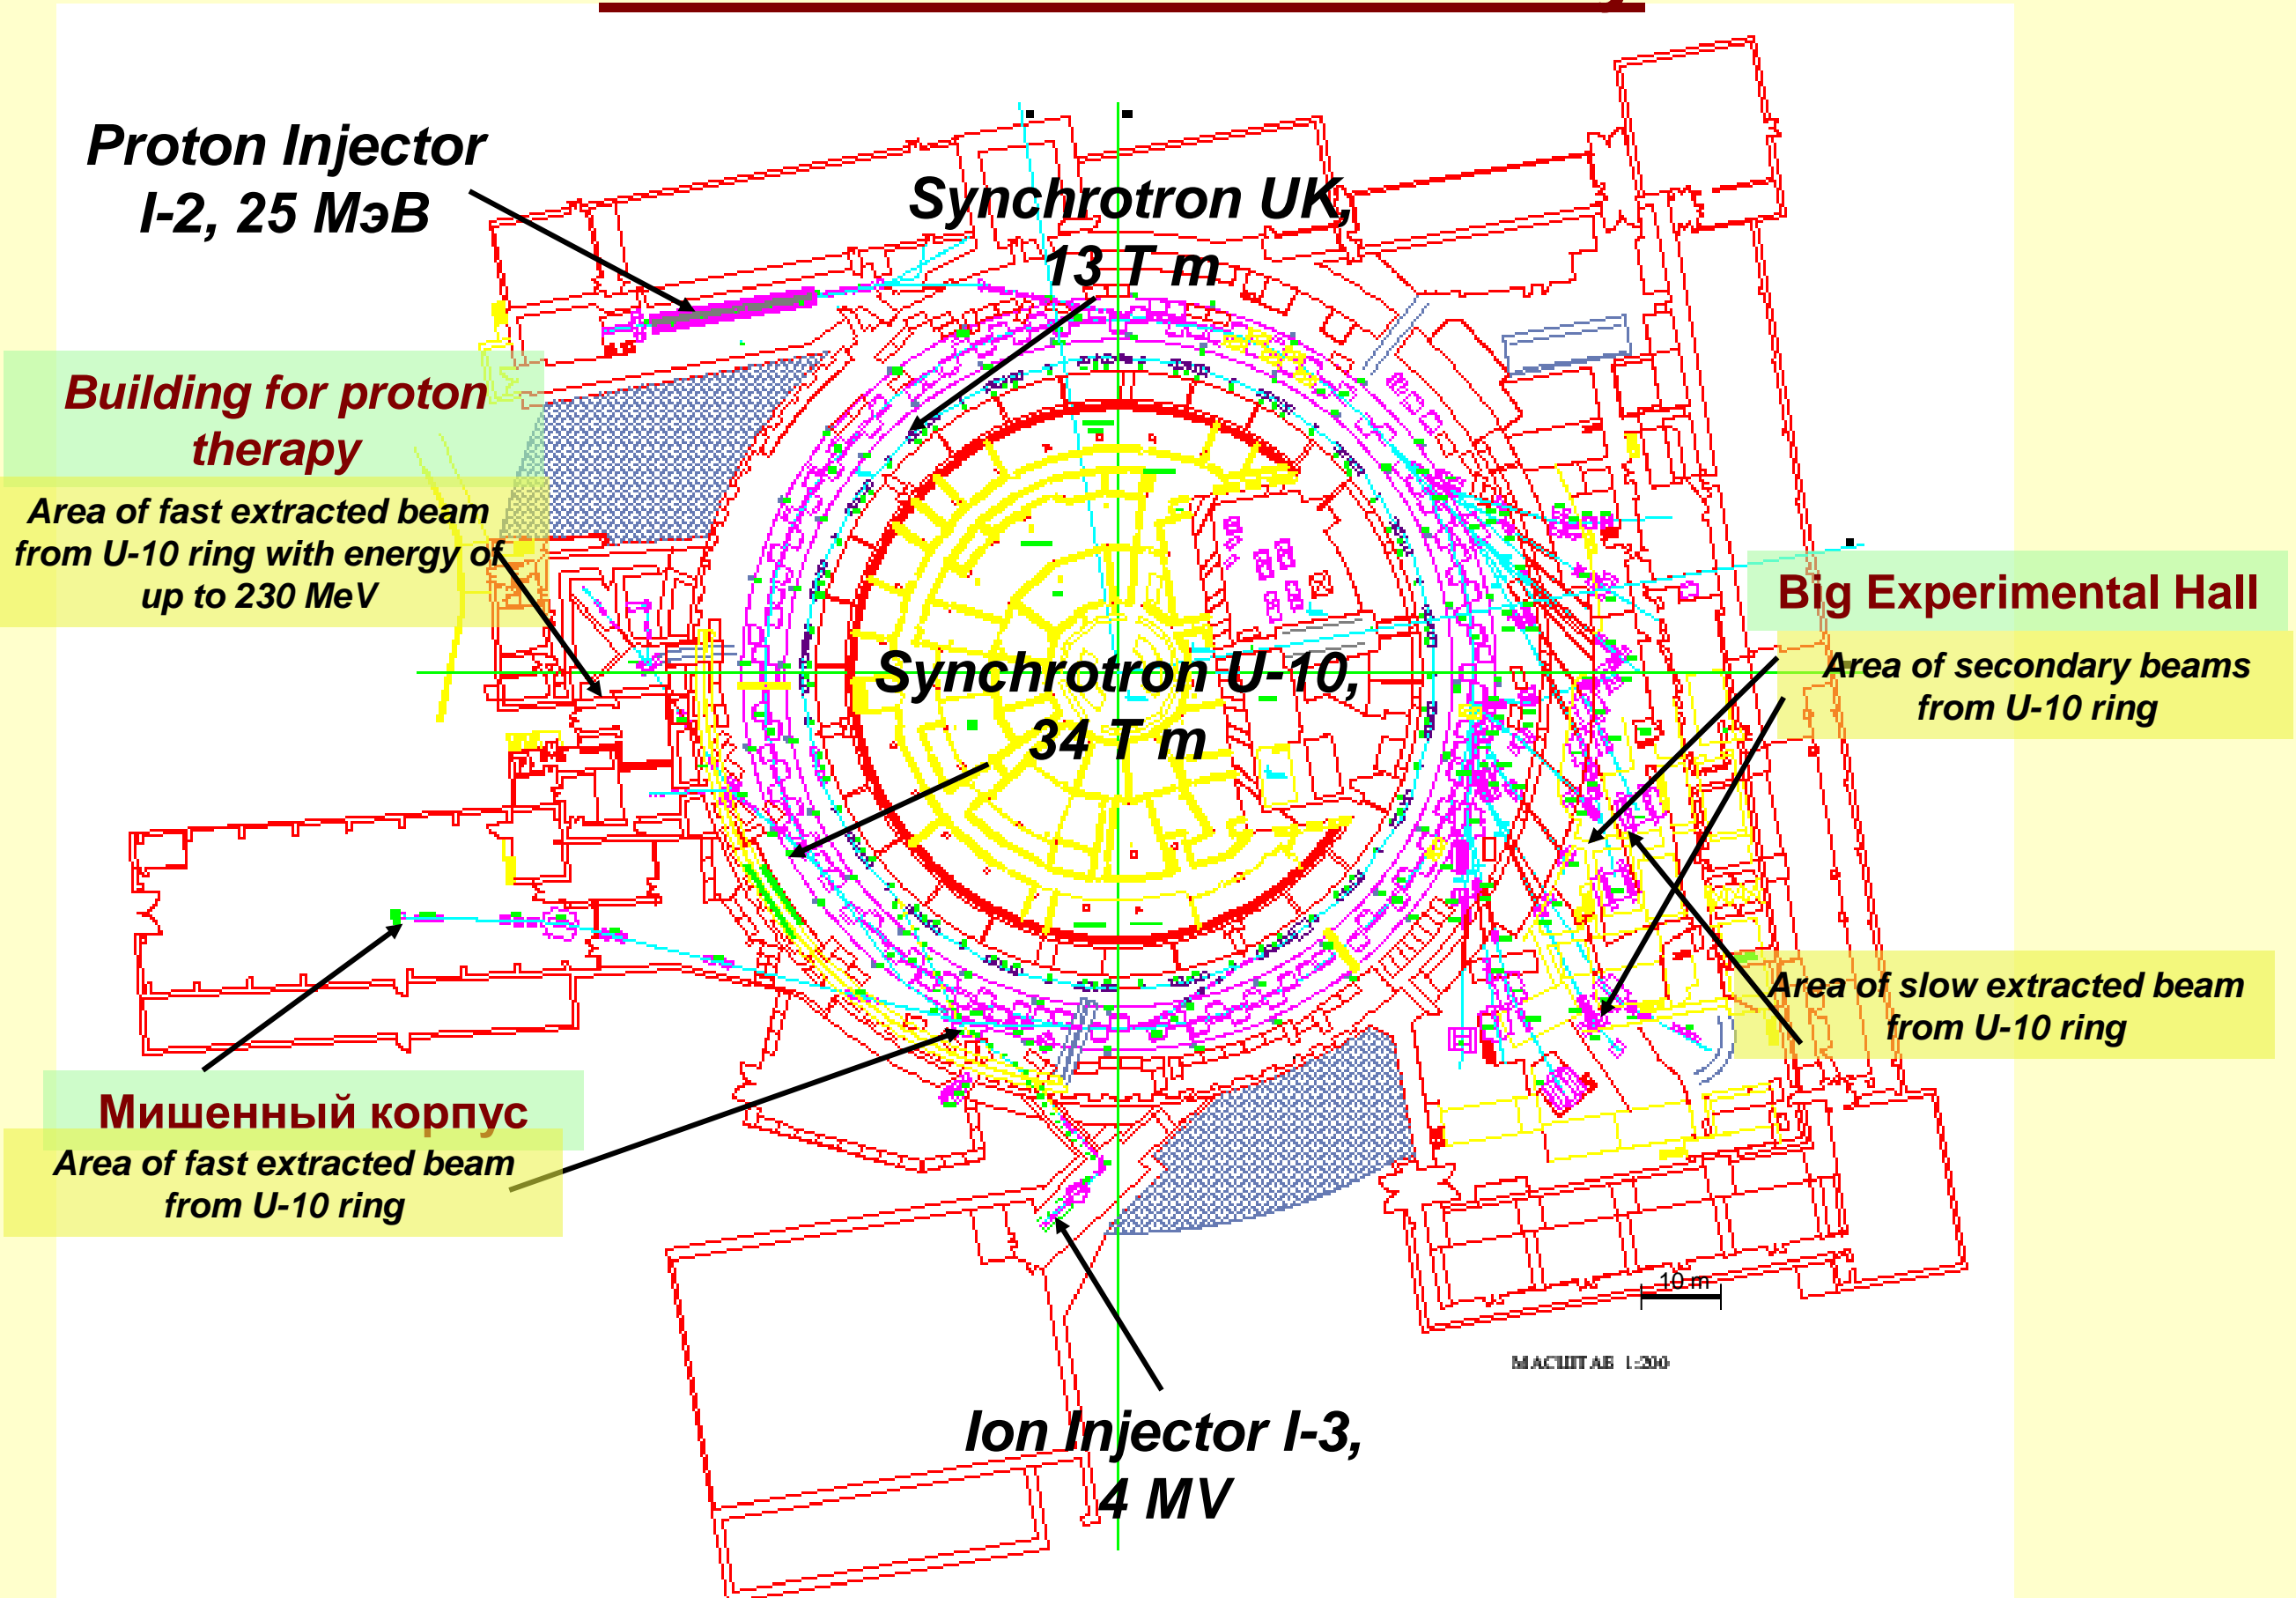 Proton Injector
I-2, 25 МэВ
Synchrotron UK,
13 T m
Building for proton
therapy
Area of fast extracted beam
from U-10 ring with energy of
up to 230 MeV
Big Experimental Hall
Area of secondary beams
from U-10 ring
Synchrotron U-10,
34 T m
Area of slow extracted beam
from U-10 ring
Мишенный корпус
Area of fast extracted beam
from U-10 ring
10 m
МАСШТАБ 1:200
Ion Injector I-3,
4 MV